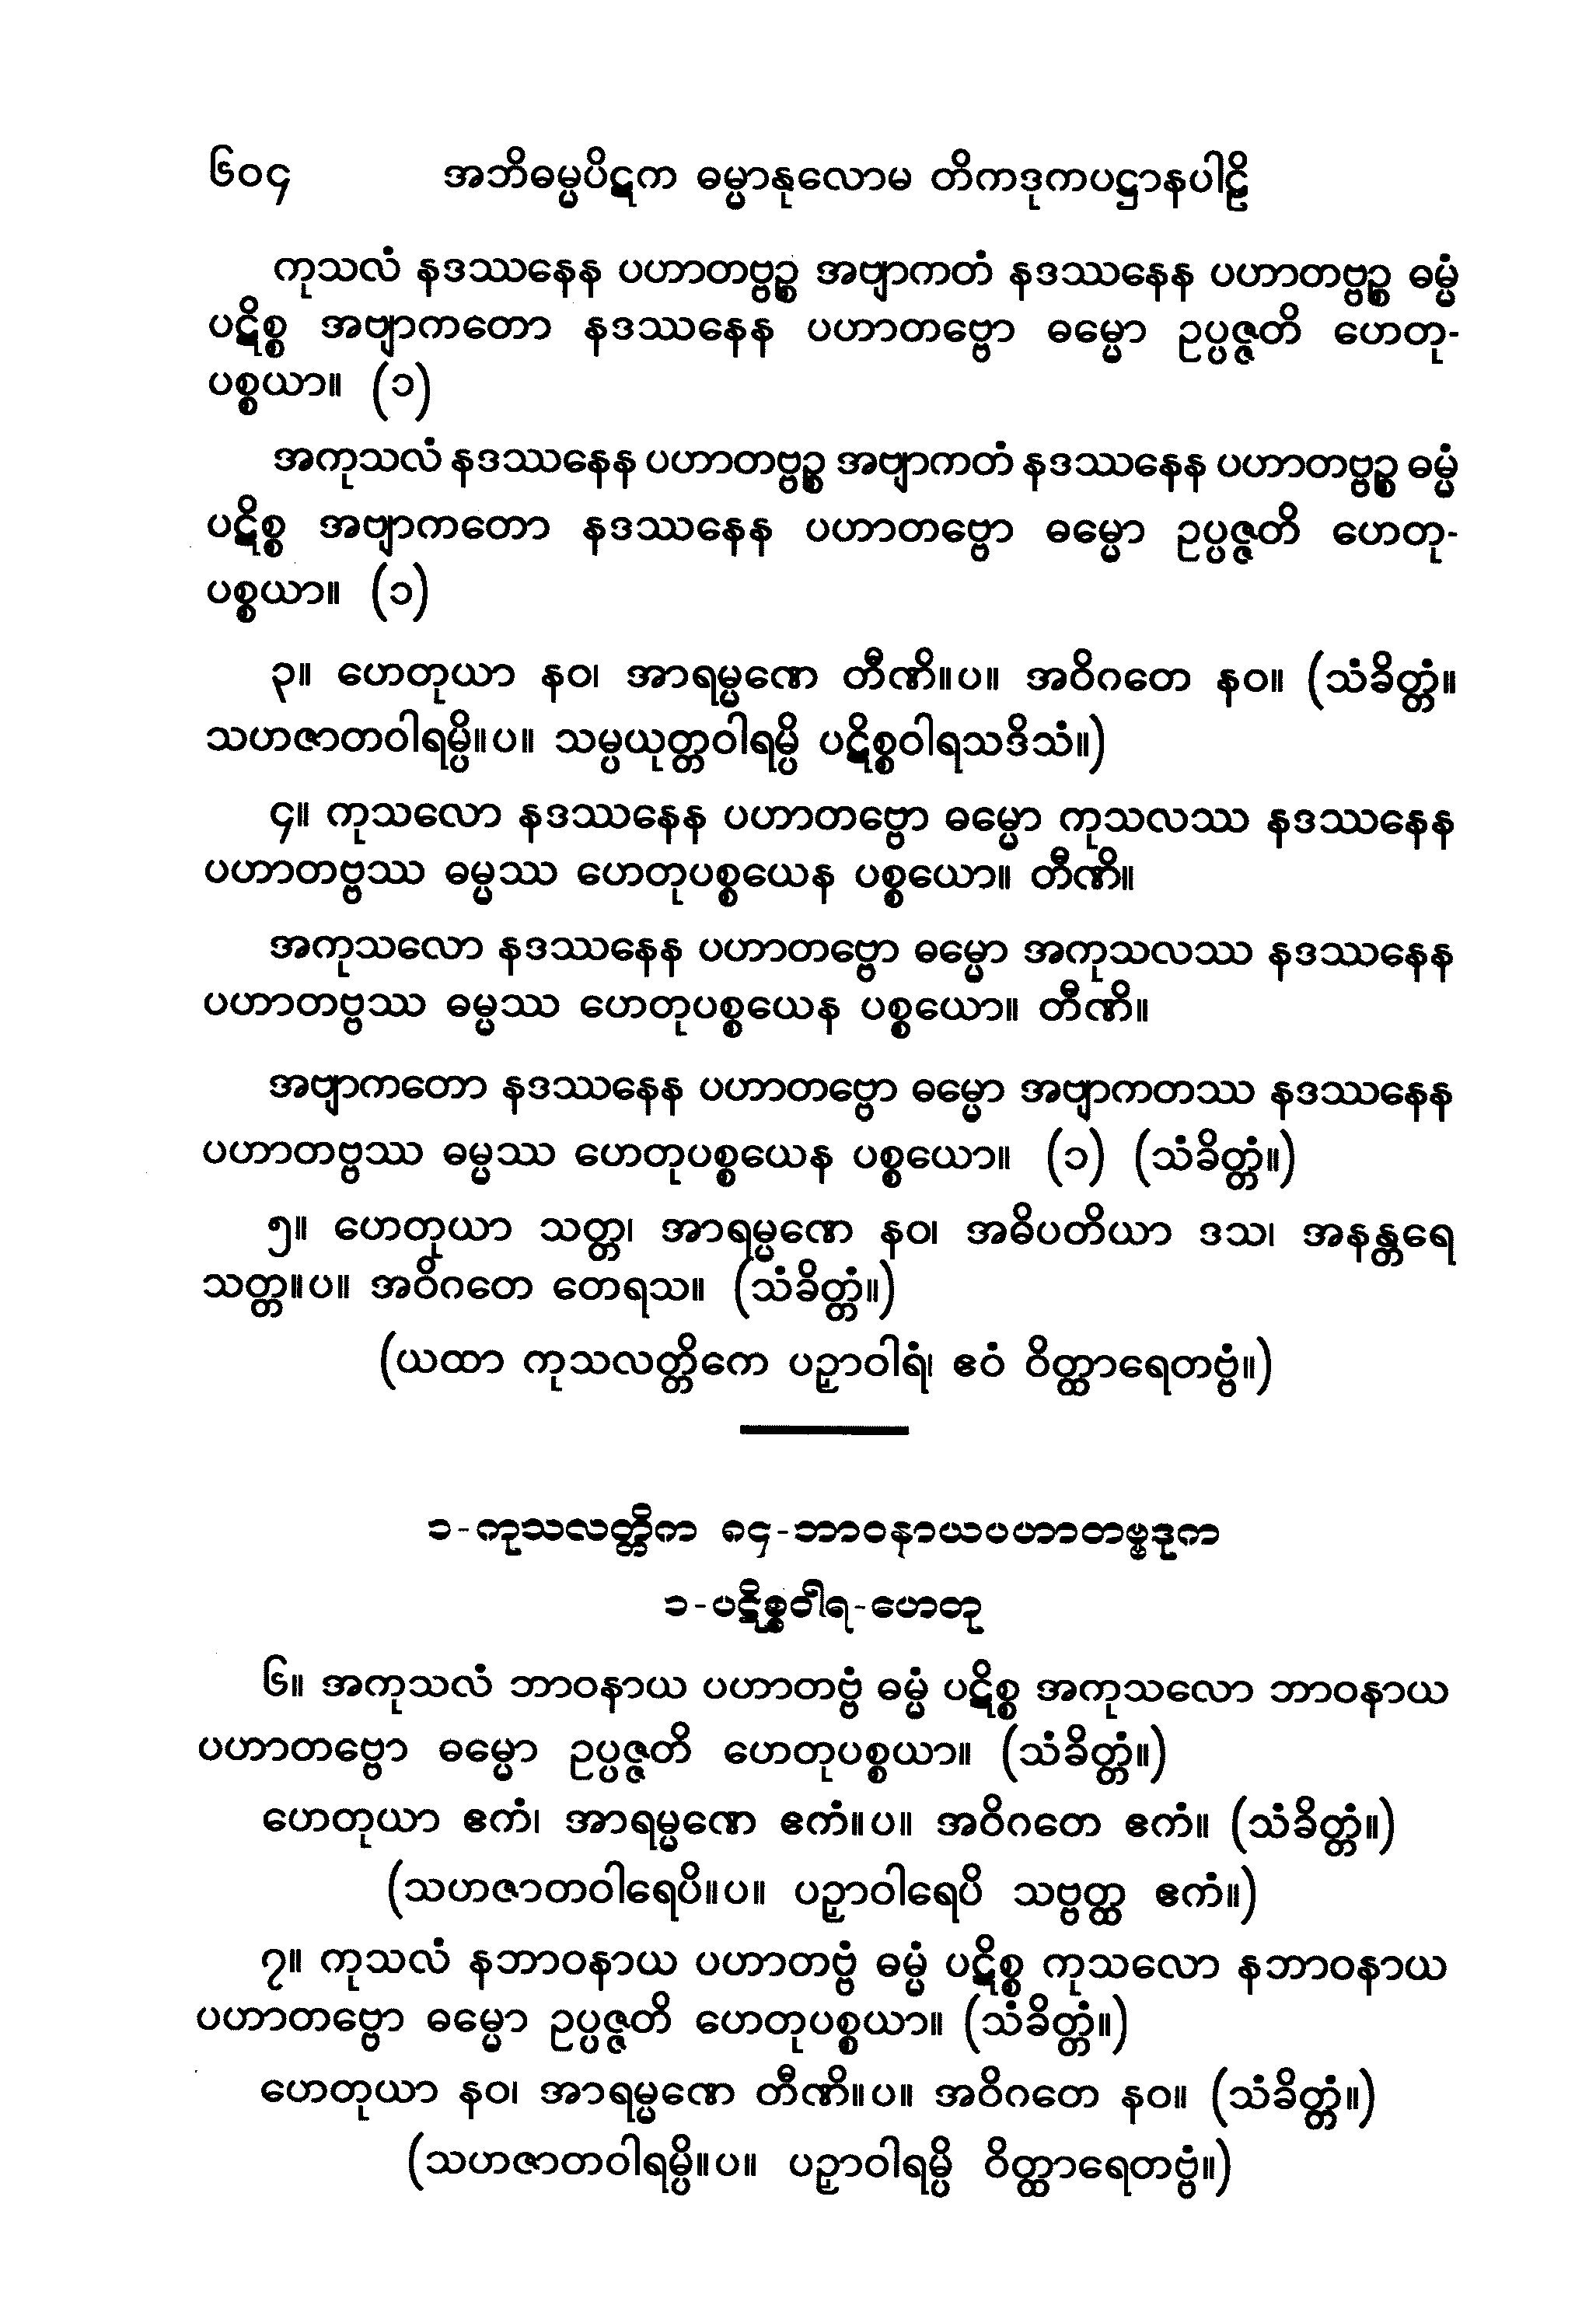 ၆၀၄ အဘိဓမ္မပိဋက ဓမ္မာနုလောမ တိကဒုကပဋ္ဌာနပါဠိ
ကုသလံ နဒဿနေန ပဟာတဗ္ဗဉ္စ အဗျာကတံ နဒဿနေန ပဟာတဗ္ဗဉ္စ ဓမ္မံ
ပဋိစ္စ အဗျာကတော နဒဿနေန ပဟာတဗ္ဗော ဓမ္မော ဥပ္ပဇ္ဇတိ ဟေတု-
ပစ္စယာ။ (၁)
အကုသလံ နဒဿနေန ပဟာတဗ္ဗဉ္စ အဗျာကတံ နဒဿနေန ပဟာတဗ္ဗဉ္စ ဓမ္မံ
ပဋိစ္စ အဗျာကတော နဒဿနေန ပဟာတဗ္ဗော ဓမ္မော ဥပ္ပဇ္ဇတိ ဟေတု-
ပစ္စယာ။ (၁)
၃။ ဟေတုယာ နဝ၊ အာရမ္မဏေ တီဏိ။ပ။ အဝိဂတေ နဝ။ (သံခိတ္တံ။
သဟဇာတဝါရမ္ပိ။ပ။ သမ္ပယုတ္တဝါရမ္ပိ ပဋိစ္စဝါရသဒိသံ။)
၄။ ကုသလော နဒဿနေန ပဟာတဗ္ဗော ဓမ္မော ကုသလဿ နဒဿနေန
ပဟာတဗ္ဗဿ ဓမ္မဿ ဟေတုပစ္စယေန ပစ္စယော။ တီဏိ။
အကုသလော နဒဿနေန ပဟာတဗ္ဗော ဓမ္မော အကုသလဿ နဒဿနေန
ပဟာတဗ္ဗဿ ဓမ္မဿ ဟေတုပစ္စယေန ပစ္စယော။ တီဏိ။
အဗျာကတော နဒဿနေန ပဟာတဗ္ဗော ဓမ္မော အဗျာကတဿ နဒဿနေန
ပဟာတဗ္ဗဿ ဓမ္မဿ ဟေတုပစ္စယေန ပစ္စယော။ (၁) (သံခိတ္တံ။)
၅။ ဟေတုယာ သတ္တ၊ အာရမ္မဏေ နဝ၊ အဓိပတိယာ ဒသ၊ အနန္တရေ
သတ္တ။ပ။ အဝိဂတေ တေရသ။ (သံခိတ္တံ။)
(ယထာ ကုသလတ္တိကေ ပဉှာဝါရံ၊ ဧဝံ ဝိတ္ထာရေတဗ္ဗံ။)
၁-ကုသလတ္တိက ၈၄-ဘာဝနာယပဟာတဗ္ဗဒုက
၁-ပဋိစ္စဝါရ-ဟေတု
၆။ အကုသလံ ဘာဝနာယ ပဟာတဗ္ဗံ ဓမ္မံ ပဋိစ္စ အကုသလော ဘာဝနာယ
ပဟာတဗ္ဗော ဓမ္မော ဥပ္ပဇ္ဇတိ ဟေတုပစ္စယာ။ (သံခိတ္တံ။)
ဟေတုယာ ဧကံ၊ အာရမ္မဏေ ဧကံ။ပ။ အဝိဂတေ ဧကံ။ (သံခိတ္တံ။)
(သဟဇာတဝါရေပိ။ပ။ ပဉှာဝါရေပိ သဗ္ဗတ္ထ ဧကံ။)
၇။ ကုသလံ နဘာဝနာယ ပဟာတဗ္ဗံ ဓမ္မံ ပဋိစ္စ ကုသလော နဘာဝနာယ
ပဟာတဗ္ဗော ဓမ္မော ဥပ္ပဇ္ဇတိ ဟေတုပစ္စယာ။ (သံခိတ္တံ။)
ဟေတုယာ နဝ၊ အာရမ္မဏေ တီဏိ။ပ။ အဝိဂတေ နဝ။ (သံခိတ္တံ။)
(သဟဇာတဝါရမ္ပိ။ပ။ ပဉှာဝါရမ္ပိ ဝိတ္ထာရေတဗ္ဗံ။)